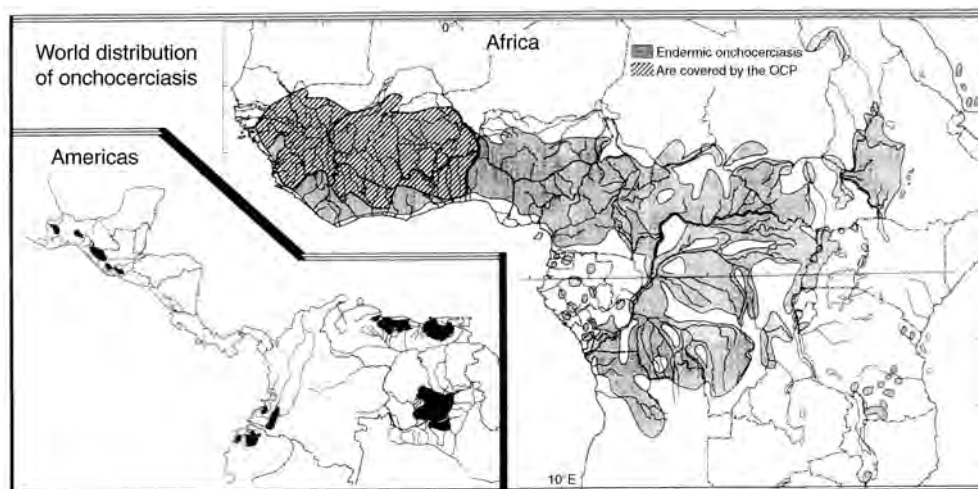 World distribution
of onchocerciasis
Americas
0
Africa
Endermic onchocerciasis
Are covered by the OCP
10° E